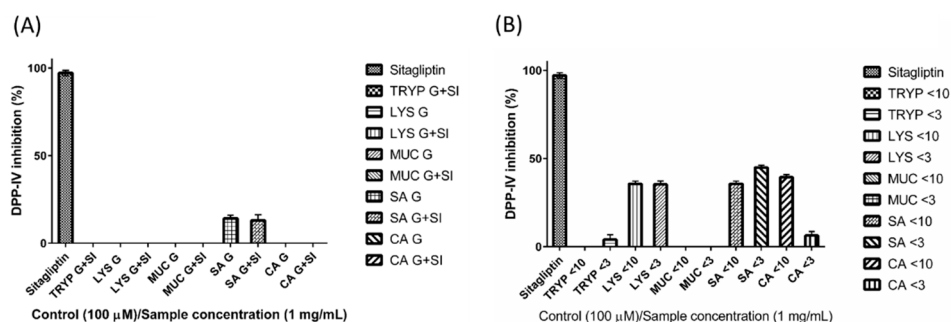 (A)
100
50
0
DPP-IV inhibition (%)
Sitagliptin
TRYP G+SI
LYS G
LYS G+SI
MUC G
MUC G+SI
SA G
SA G+SI
CA G
CA G+SI
Control (100 μM)/Sample concentration (1 mg/mL)
Sitagliptin
TRYP G+SI
LYS G
LYS G+SI
MUC G
MUC G+SI
SA G
SA G+SI
CA G
CA G+SI
(B)
100
50
0
DPP-IV inhibition (%)
Sitagliptin
TRYP <10
TRYP <3
LYS <10
LYS <3
MUC <10
MUC <3
SA <10
SA <3
CA <10
CA <3
Control (100 μM)/Sample concentration (1 mg/mL)
Sitagliptin
TRYP <10
TRYP <3
LYS <10
LYS <3
MUC <10
MUC <3
SA <10
SA <3
CA <10
CA <3